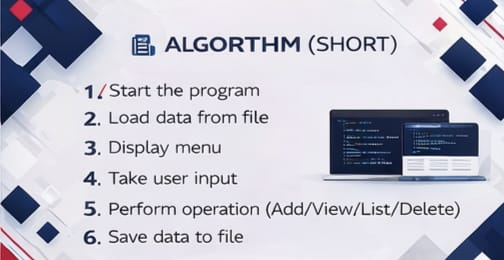 ALGORTHM (SHORT)
1. Start the program
2. Load data from file
3. Display menu
4. Take user input
5. Perform operation (Add/View/List/Delete)
6. Save data to file